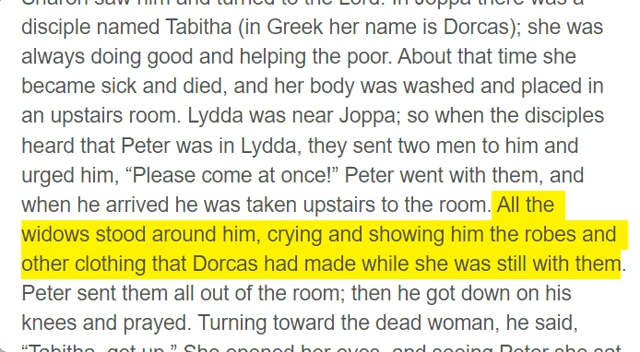 Sharon saw him and turned to the Lord. In Joppa there was a
disciple named Tabitha (in Greek her name is Dorcas); she was
always doing good and helping the poor. About that time she
became sick and died, and her body was washed and placed in
an upstairs room. Lydda was near Joppa; so when the disciples
heard that Peter was in Lydda, they sent two men to him and
urged him, “Please come at once!” Peter went with them, and
when he arrived he was taken upstairs to the room. All the
widows stood around him, crying and showing him the robes and
other clothing that Dorcas had made while she was still with them.
Peter sent them all out of the room; then he got down on his
knees and prayed. Turning toward the dead woman, he said,
“Tabitha, get up.” She opened her eyes, and seeing Peter she sat